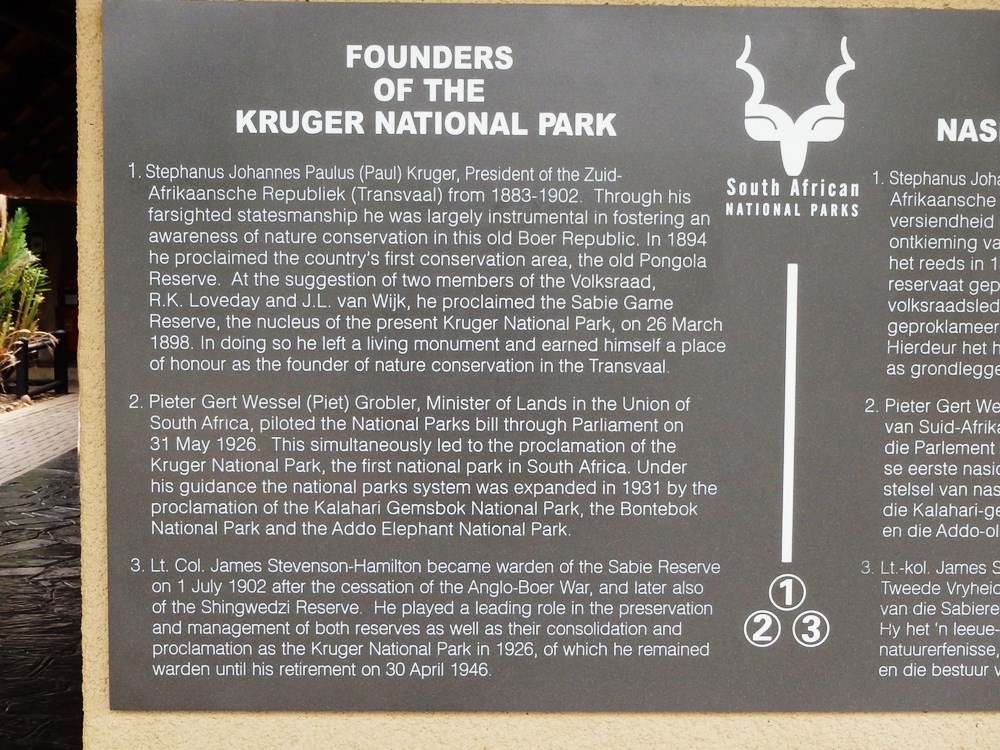 FOUNDERS
OF THE
KRUGER NATIONAL PARK
1. Stephanus Johannes Paulus (Paul) Kruger, President of the Zuid-
Afrikaansche Republiek (Transvaal) from 1883-1902. Through his
farsighted statesmanship he was largely instrumental in fostering an
awareness of nature conservation in this old Boer Republic. In 1894
he proclaimed the country's first conservation area, the old Pongola
Reserve. At the suggestion of two members of the Volksraad,
R.K. Loveday and J.L. van Wijk, he proclaimed the Sabie Game
Reserve, the nucleus of the present Kruger National Park, on 26 March
1898. In doing so he left a living monument and earned himself a place
of honour as the founder of nature conservation in the Transvaal.
2. Pieter Gert Wessel (Piet) Grobler, Minister of Lands in the Union of
South Africa, piloted the National Parks bill through Parliament on
31 May 1926. This simultaneously led to the proclamation of the
Kruger National Park, the first national park in South Africa. Under
his guidance the national parks system was expanded in 1931 by the
proclamation of the Kalahari Gemsbok National Park, the Bontebok
National Park and the Addo Elephant National Park.
3. Lt. Col. James Stevenson-Hamilton became warden of the Sabie Reserve
on 1 July 1902 after the cessation of the Anglo-Boer War, and later also
of the Shingwedzi Reserve. He played a leading role in the preservation
and management of both reserves as well as their consolidation and
proclamation as the Kruger National Park in 1926, of which he remained
warden until his retirement on 30 April 1946.
South African
NATIONAL PARKS
1
2 3
NAS
1. Stephanus Joha
Afrikaansche
versiendheid
ontkieming va
het reeds in 1
reservaat gep
volksraadsled
geproklameer
Hierdeur het h
as grondlegge
2. Pieter Gert We
van Suid-Afrika
die Parlement
se eerste nasio
stelsel van nas
die Kalahari-ge
en die Addo-ol
3. Lt.-kol. James S
Tweede Vryheid
van die Sabiere
Hy het 'n leeue-
natuurerfenisse,
en die bestuur v